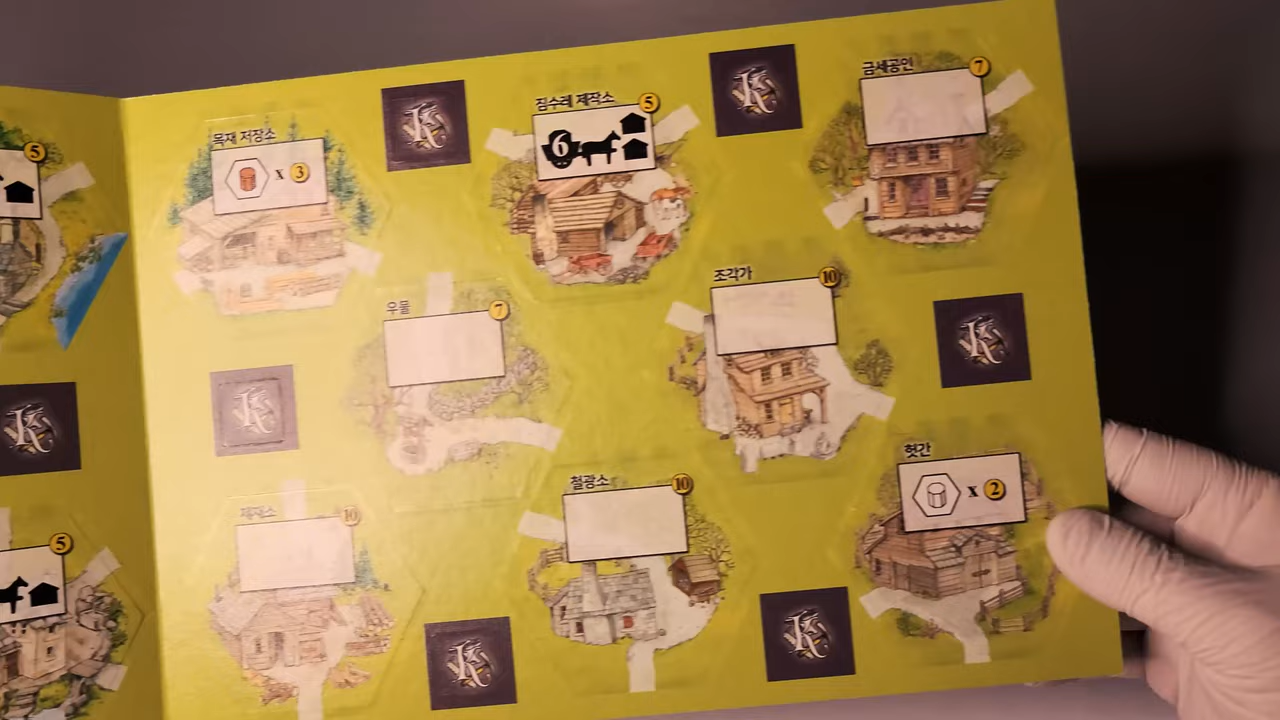 5
목재 저장소
x 3
K
짐수레 제작소 5
6
K
금세공인 7
우물 7
조각가 10
K
K
K
제재소 10
철광소 10
헛간
x 2
5
K
K